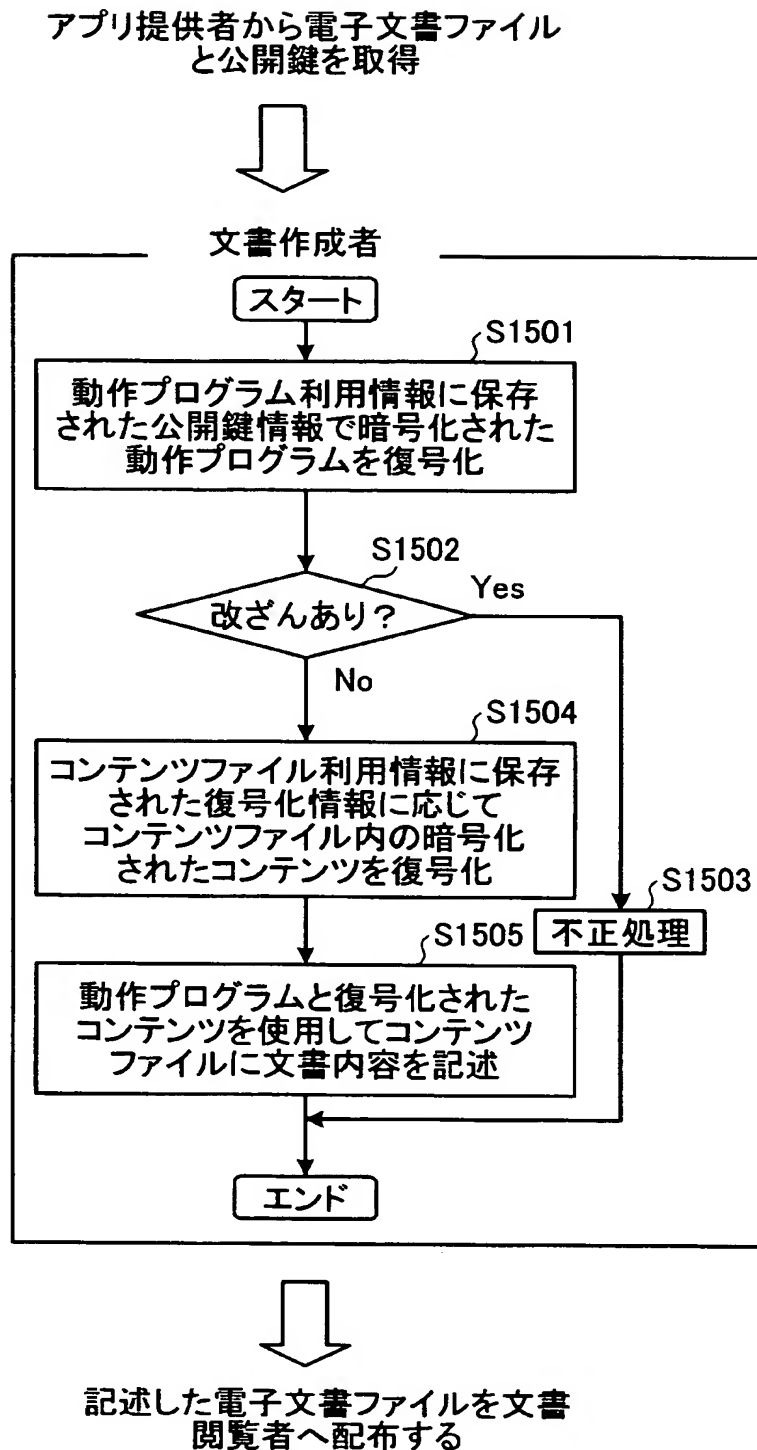 アプリ提供者から電子文書ファイル
と公開鍵を取得
文書作成者
スタート
S1501
動作プログラム利用情報に保存
された公開鍵情報で暗号化された
動作プログラムを復号化
S1502
改ざんあり？
Yes
No
S1504
コンテンツファイル利用情報に保存
された復号化情報に応じて
コンテンツファイル内の暗号化
されたコンテンツを復号化
S1503
不正処理
S1505
動作プログラムと復号化された
コンテンツを使用してコンテンツ
ファイルに文書内容を記述
エンド
記述した電子文書ファイルを文書
閲覧者へ配布する